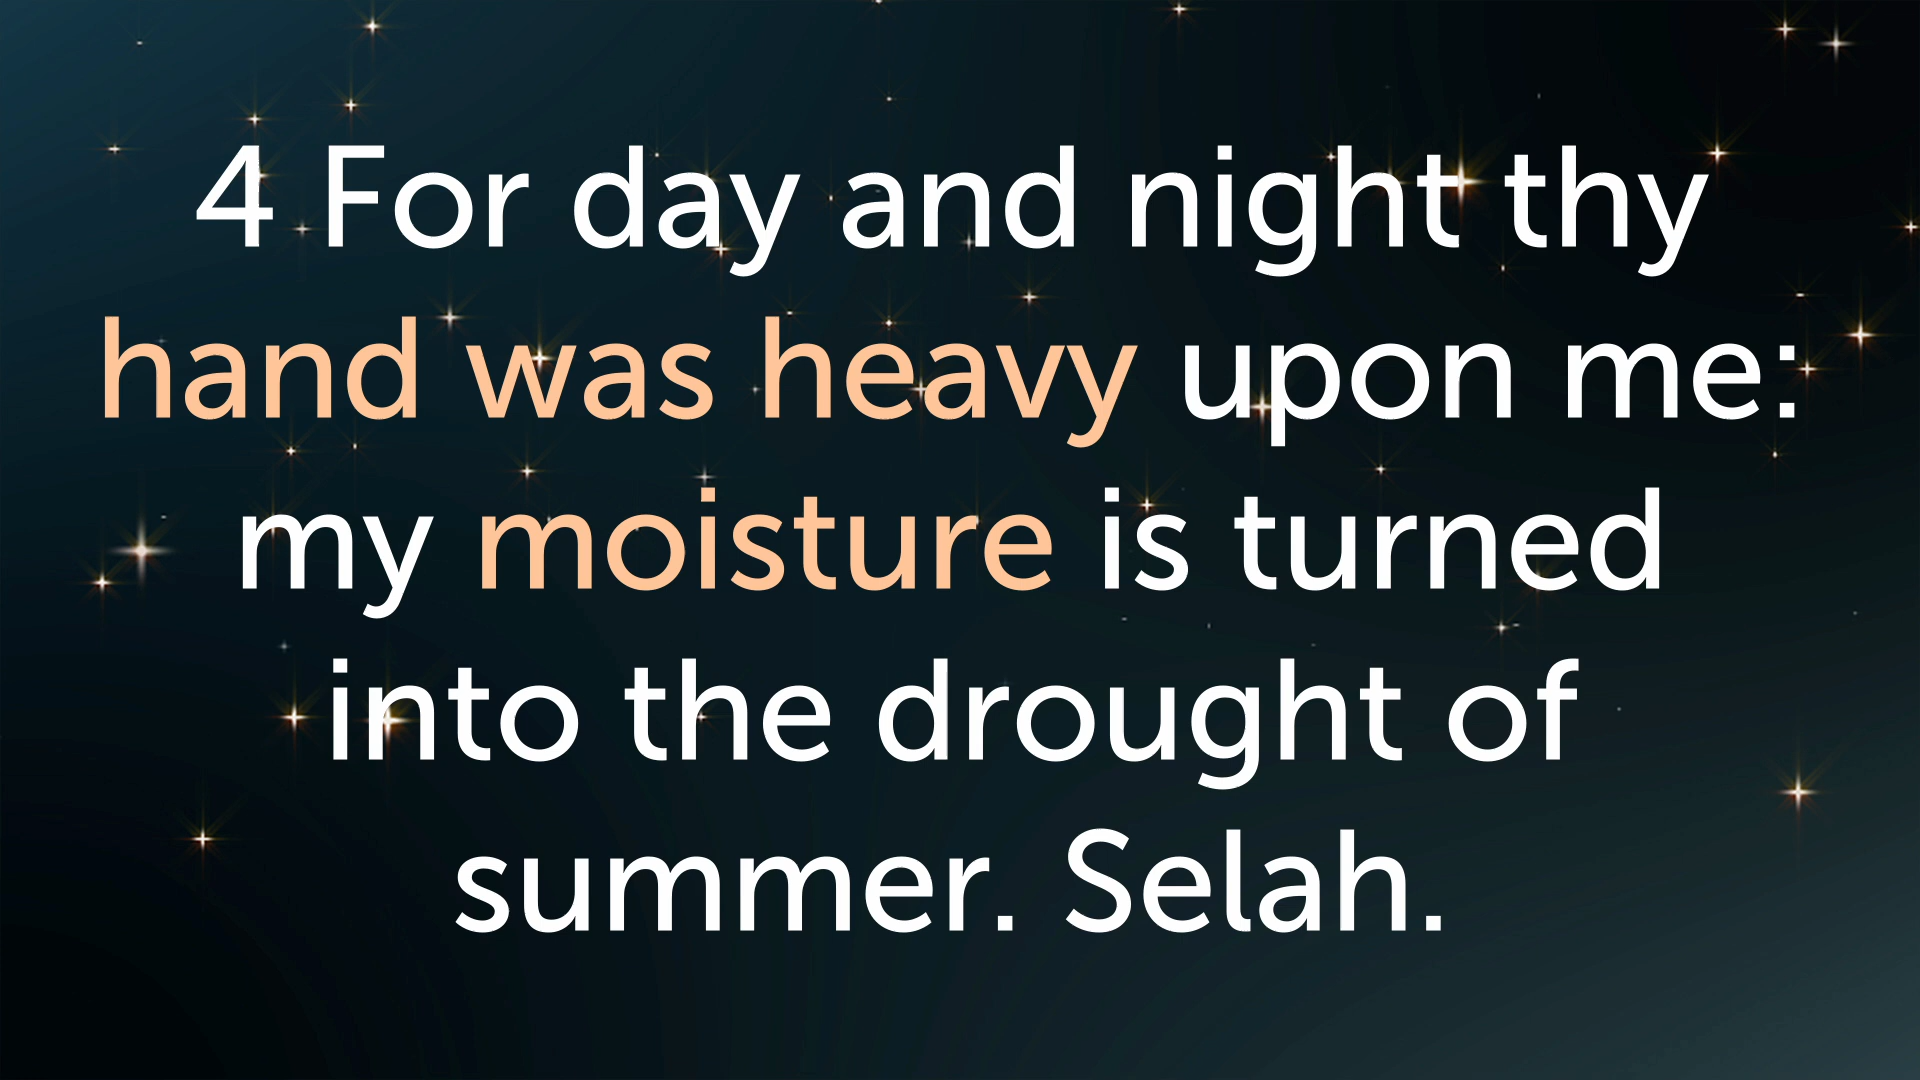 4 For day and night thy
hand was heavy upon me:
my moisture is turned
into the drought of
summer. Selah.